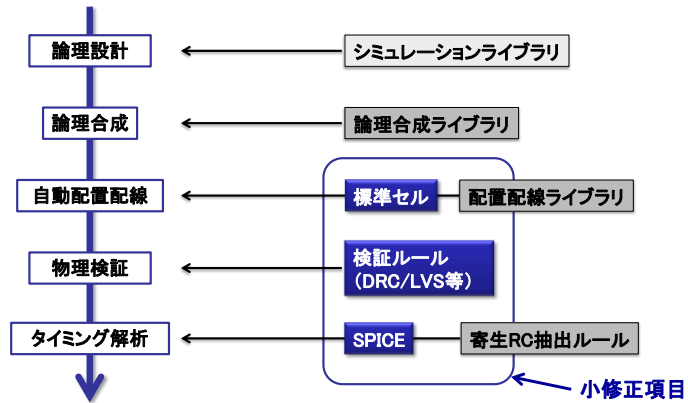 論理設計
シミュレーションライブラリ
論理合成
論理合成ライブラリ
自動配置配線
標準セル
配置配線ライブラリ
物理検証
検証ルール
(DRC/LVS等)
タイミング解析
SPICE
寄生RC抽出ルール
小修正項目